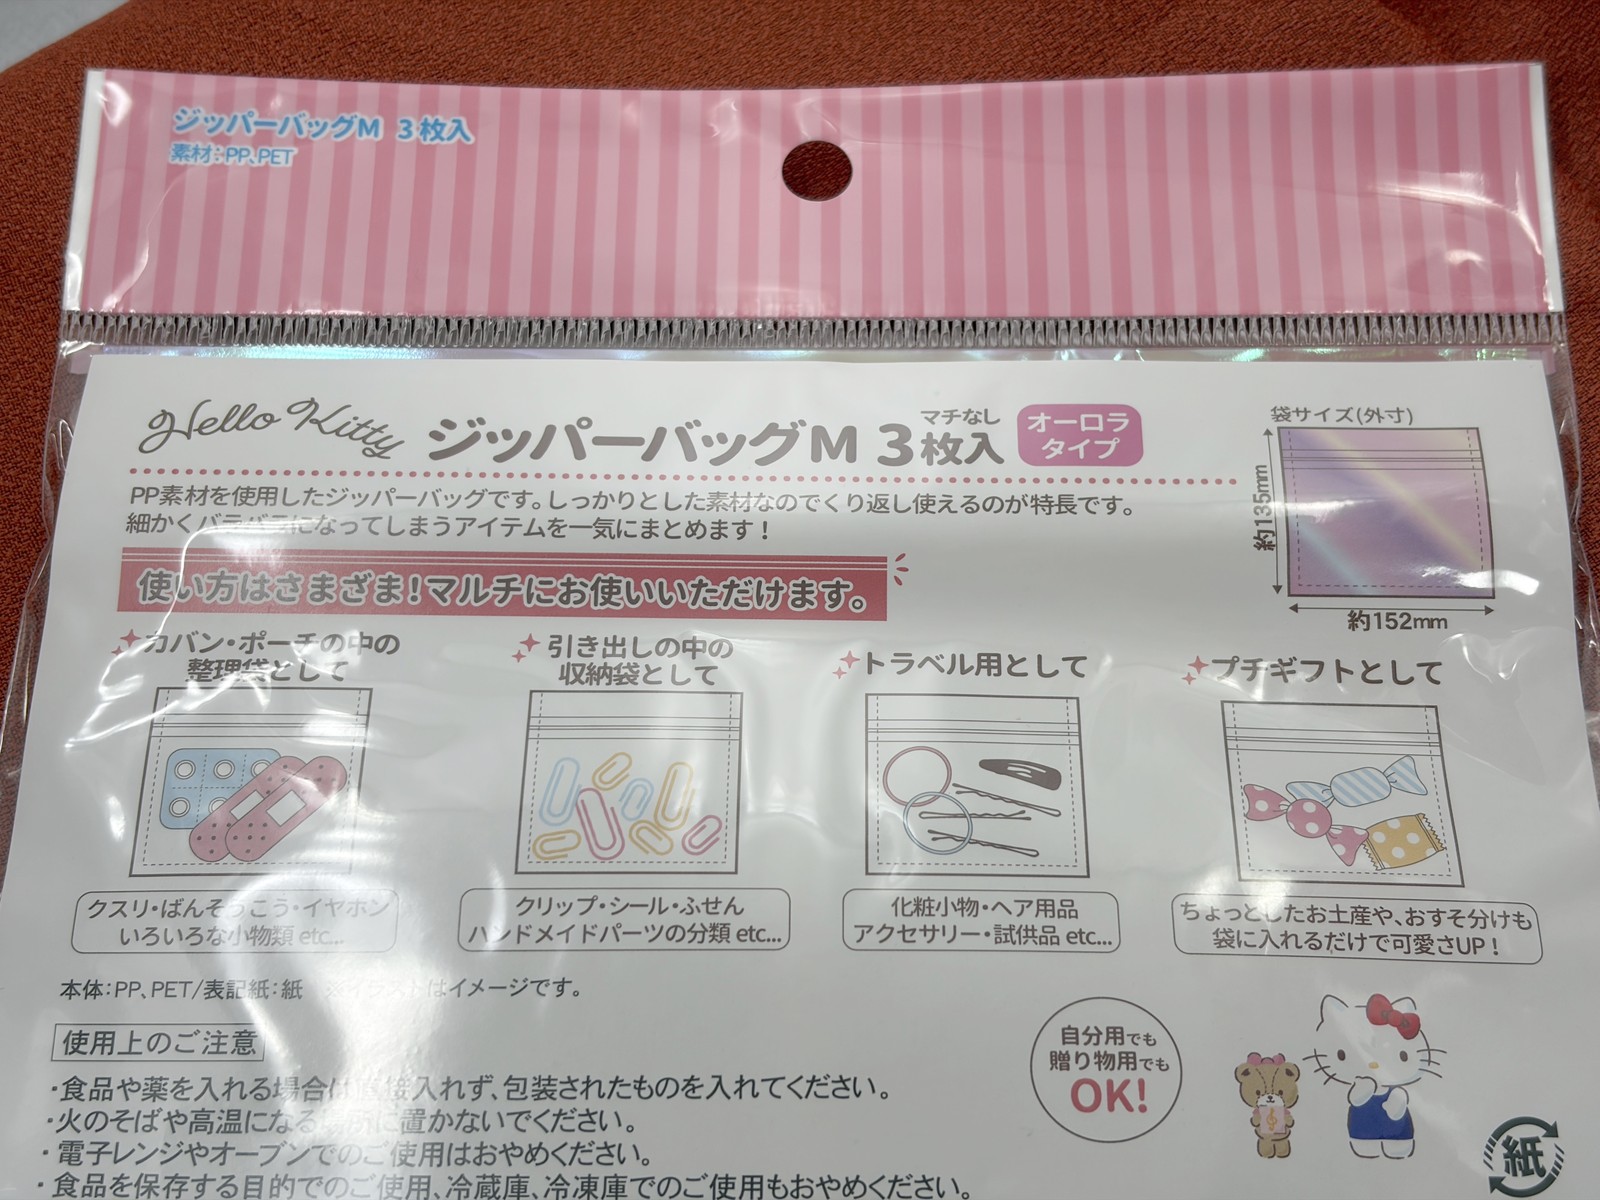 ジッパーバッグM 3枚入
素材:PP、PET
Hello Kitty ジッパーバッグM 3枚入 マチなし
オーロラ
タイプ
PP素材を使用したジッパーバッグです。しっかりとした素材なのでくり返し使えるのが特長です。
細かくバラバラになってしまうアイテムを一気にまとめます！
袋サイズ(外寸)
約135mm
約152mm
使い方はさまざま！マルチにお使いいただけます。
カバン・ポーチの中の
整理袋として
クスリ・ばんそうこう・イヤホン
いろいろな小物類 etc...
引き出しの中の
収納袋として
クリップ・シール・ふせん
ハンドメイドパーツの分類 etc...
トラベル用として
化粧小物・ヘア用品
アクセサリー・試供品 etc...
プチギフトとして
ちょっとしたお土産や、おすそ分けも
袋に入れるだけで可愛さUP！
本体:PP、PET/表記紙:紙　※イラストはイメージです。
使用上のご注意
・食品や薬を入れる場合は直接入れず、包装されたものを入れてください。
・火のそばや高温になる場所に置かないでください。
・電子レンジやオーブンでのご使用はおやめください。
・食品を保存する目的でのご使用、冷蔵庫、冷凍庫でのご使用もおやめください。
自分用でも
贈り物用でも
OK!
紙